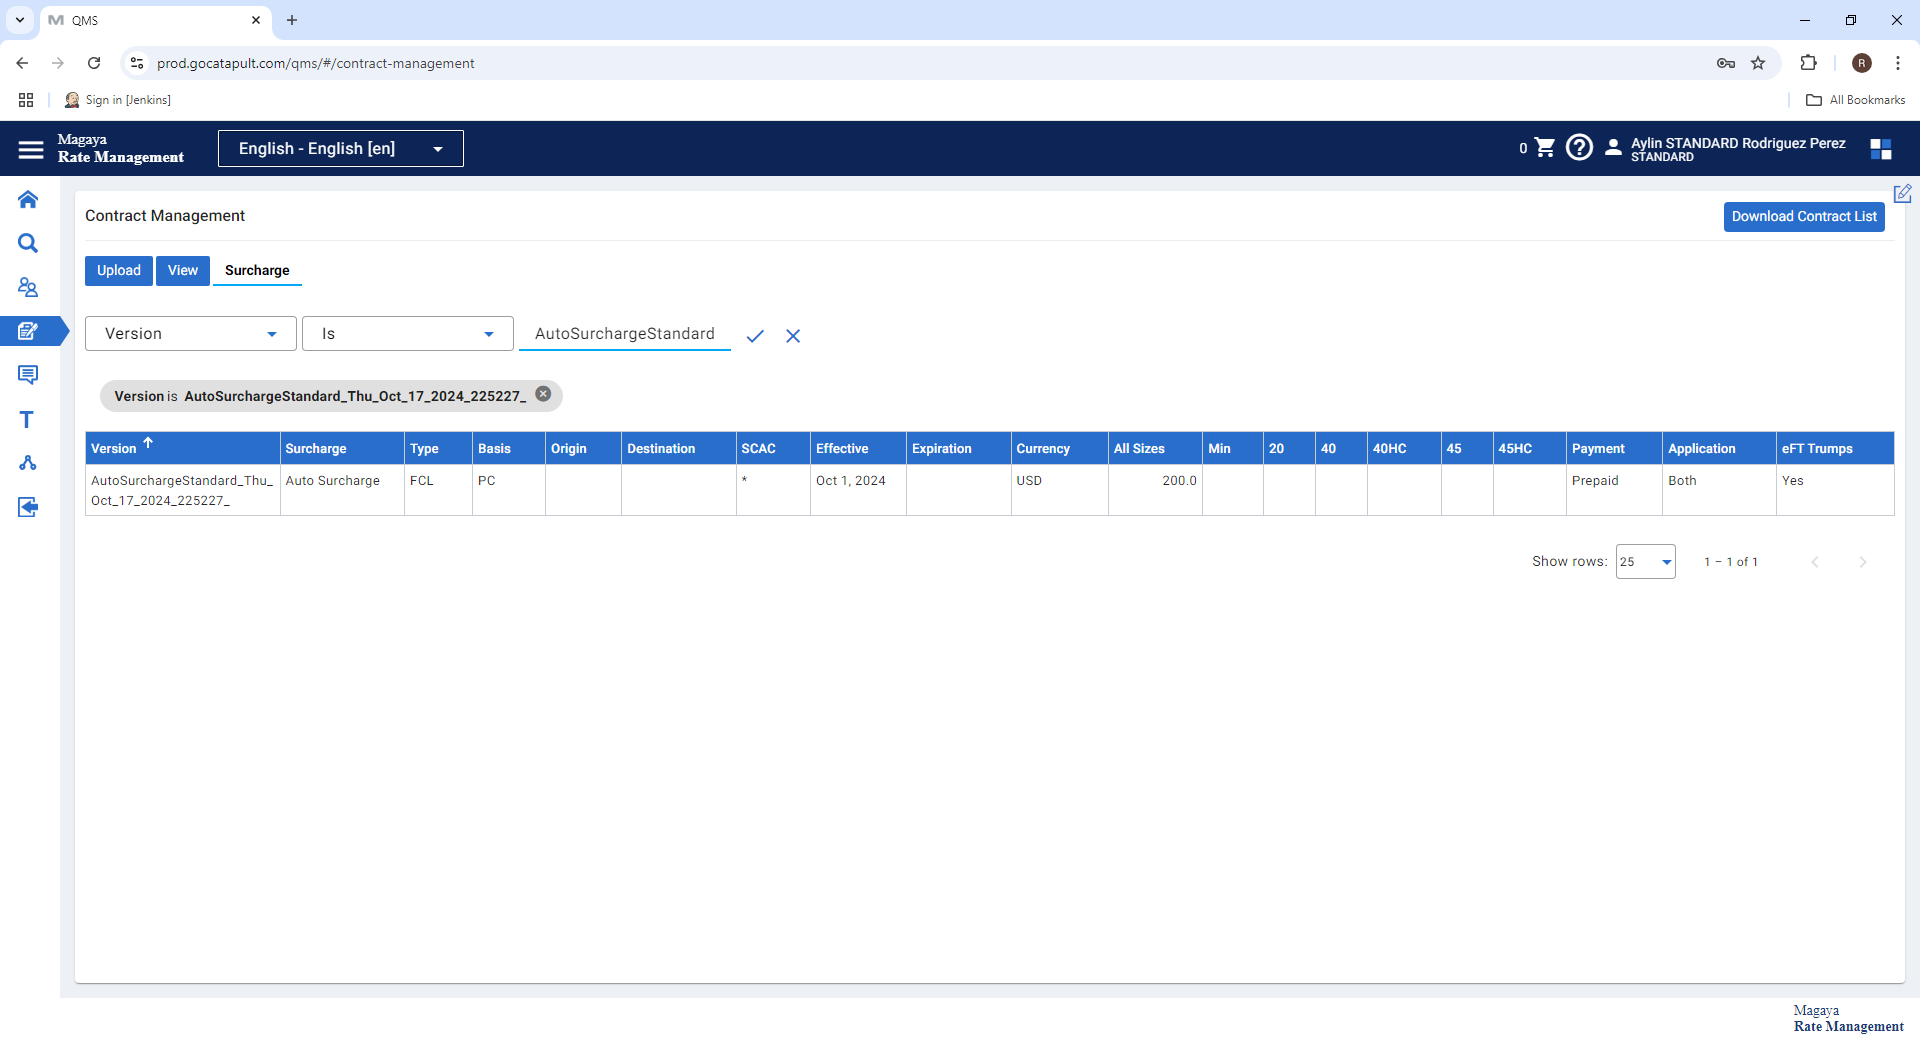 QMS
prod.gocatapult.com/qms/#/contract-management
R
Sign in [Jenkins]
All Bookmarks
Magaya
Rate Management
English - English [en]
0
Aylin STANDARD Rodriguez Perez
STANDARD
Contract Management
Download Contract List
Upload View Surcharge
Version Is AutoSurchargeStandard
Version is AutoSurchargeStandard_Thu_Oct_17_2024_225227_
Version Surcharge Type Basis Origin Destination SCAC Effective Expiration Currency All Sizes Min 20 40 40HC 45 45HC Payment Application eFT Trumps
AutoSurchargeStandard_Thu_ Auto Surcharge FCL PC * Oct 1, 2024 USD 200.0 Prepaid Both Yes
Oct_17_2024_225227_
Show rows: 25 1 – 1 of 1
T
Magaya
Rate Management